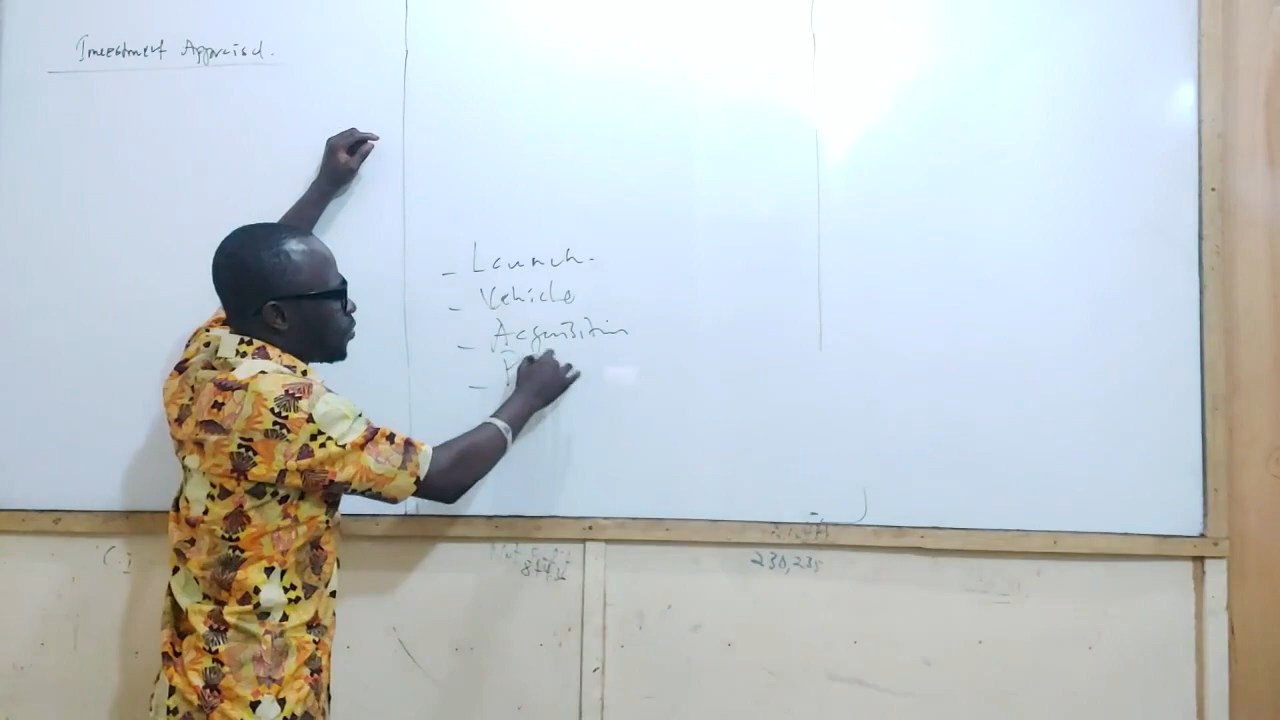 Investment Appraisal.
- Launch.
- Vehicle
- Acquisition
- P
230,235